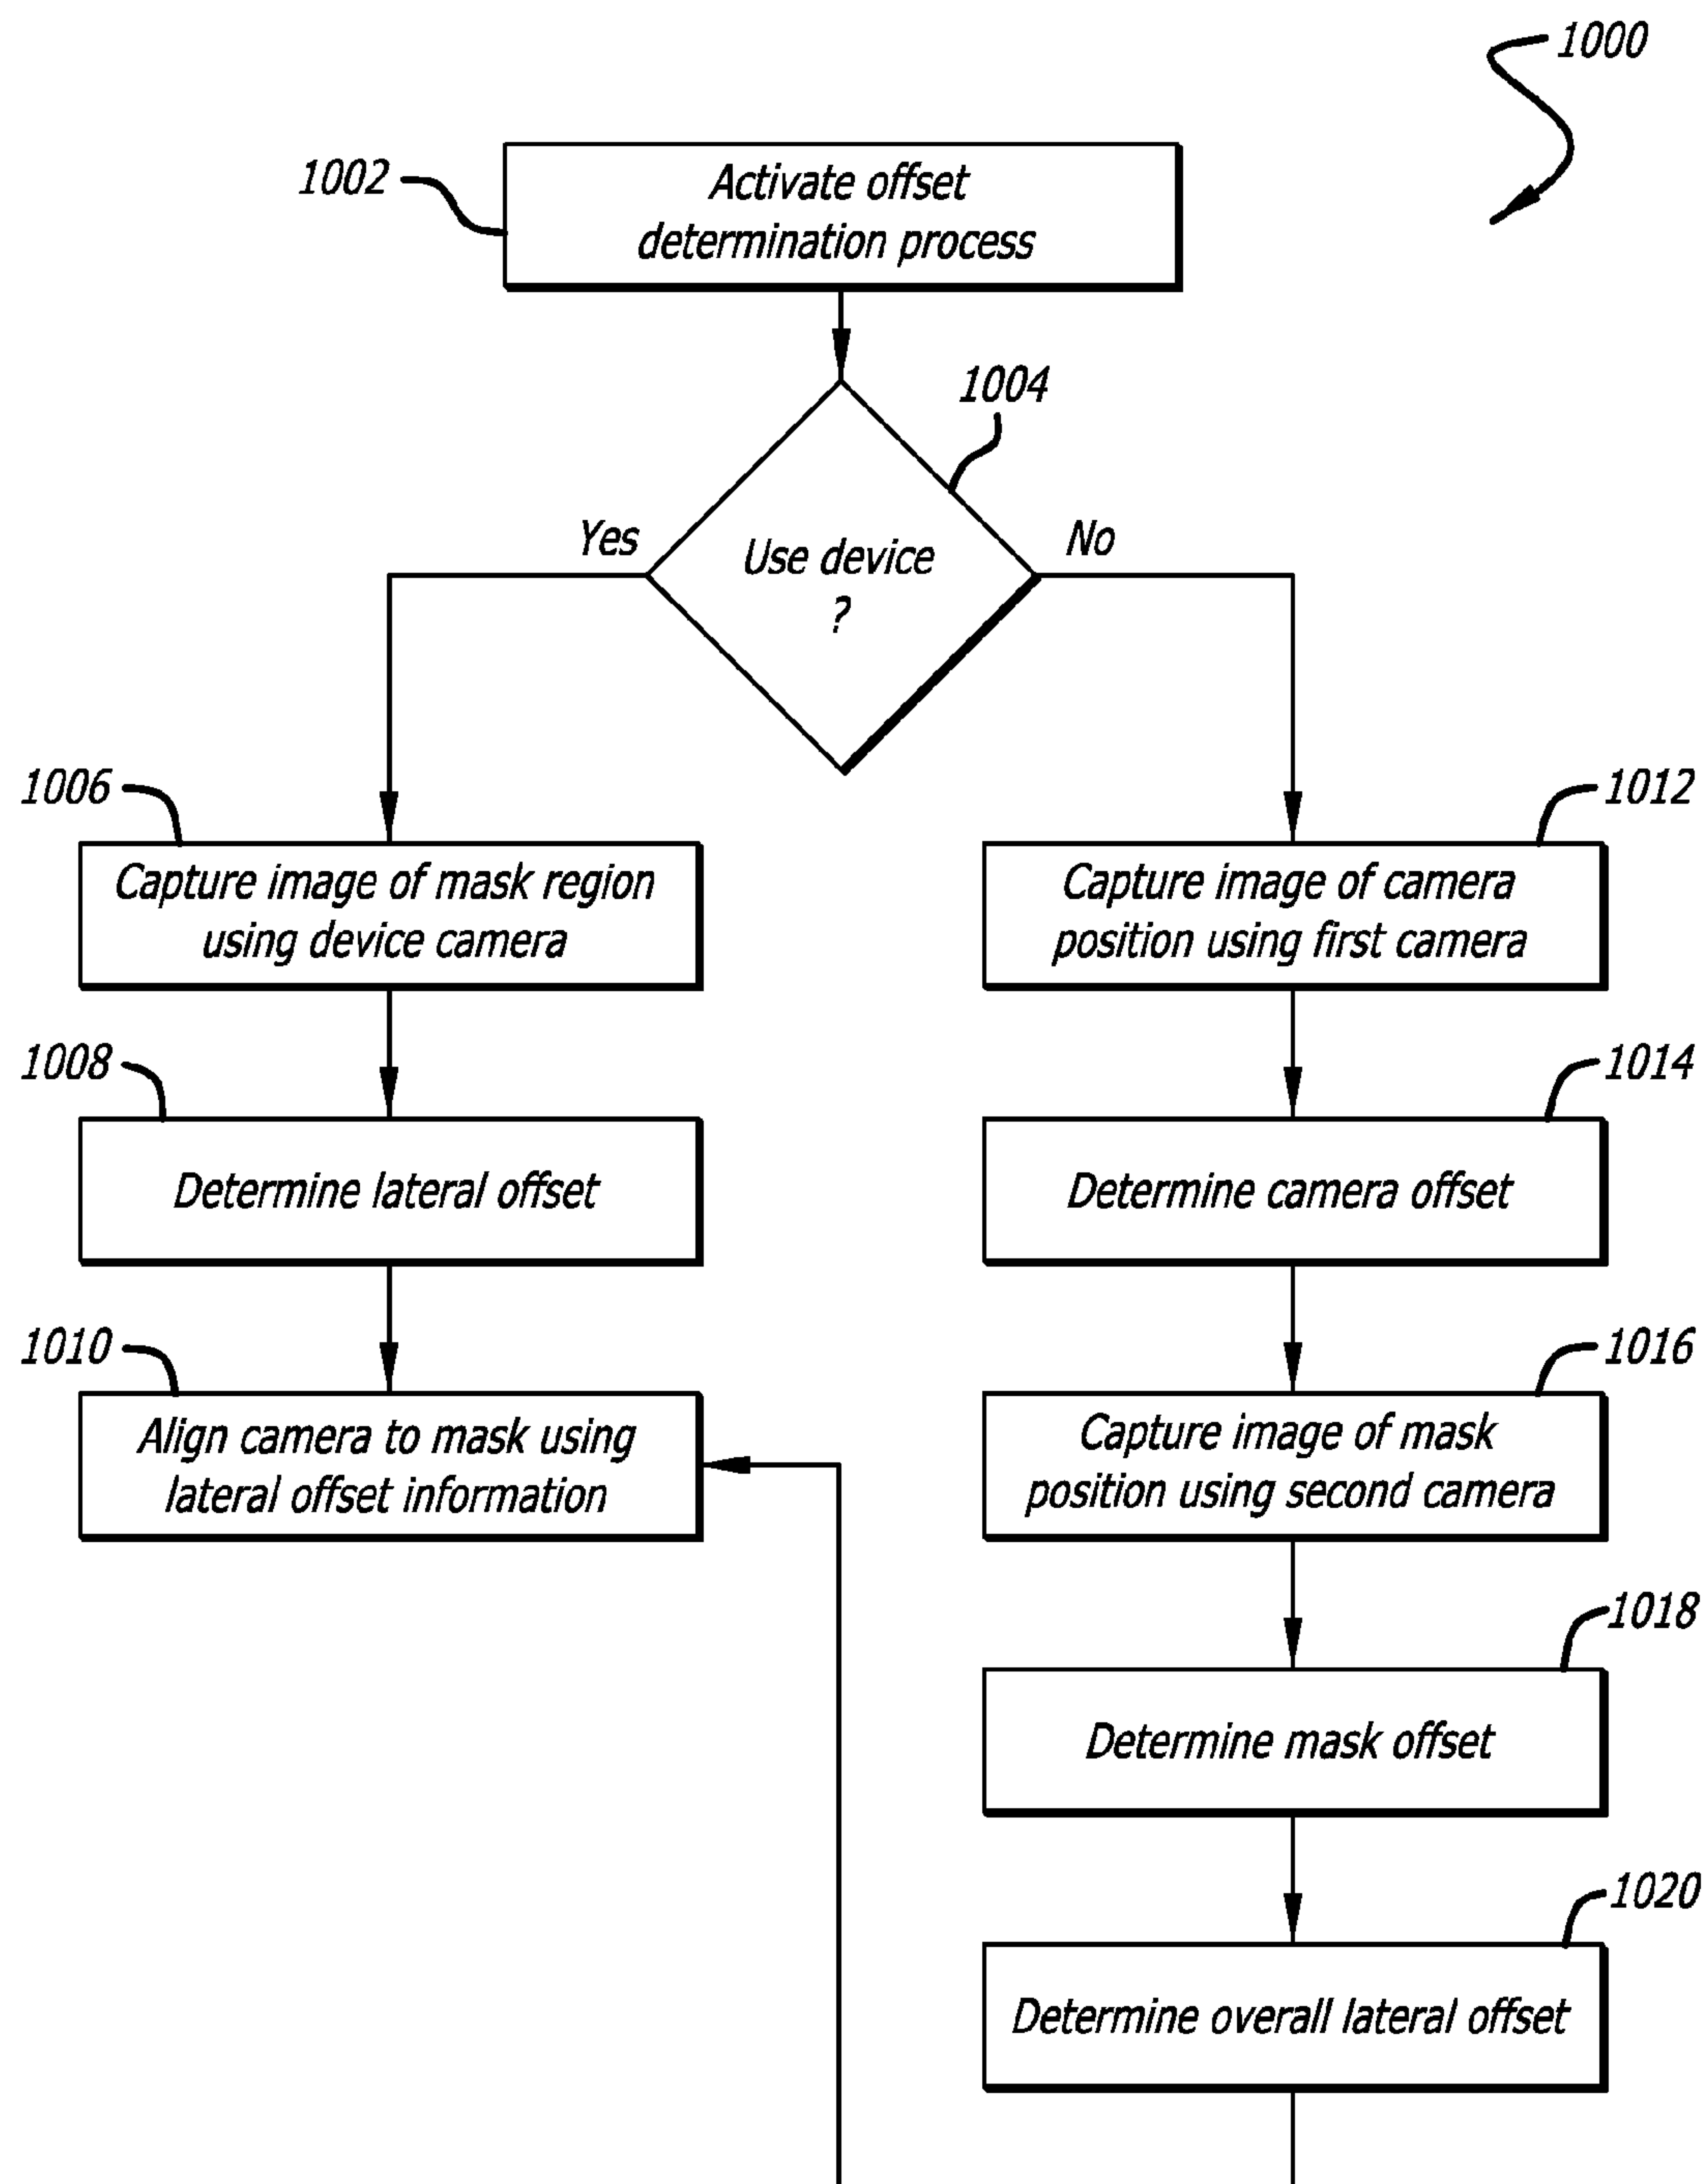 1000
1002
Activate offset
determination process
1004
Yes
Use device
?
No
1006
Capture image of mask region
using device camera
1008
Determine lateral offset
1010
Align camera to mask using
lateral offset information
1012
Capture image of camera
position using first camera
1014
Determine camera offset
1016
Capture image of mask
position using second camera
1018
Determine mask offset
1020
Determine overall lateral offset